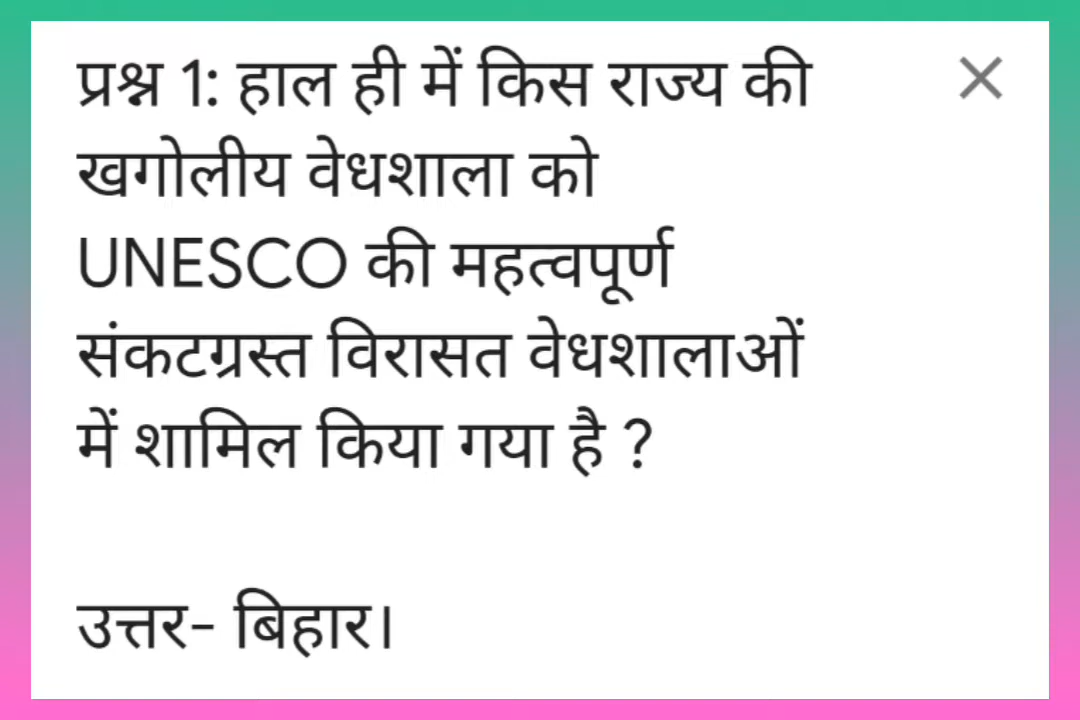 प्रश्न 1: हाल ही में किस राज्य की
खगोलीय वेधशाला को
UNESCO की महत्वपूर्ण
संकटग्रस्त विरासत वेधशालाओं
में शामिल किया गया है ?
उत्तर- बिहार।